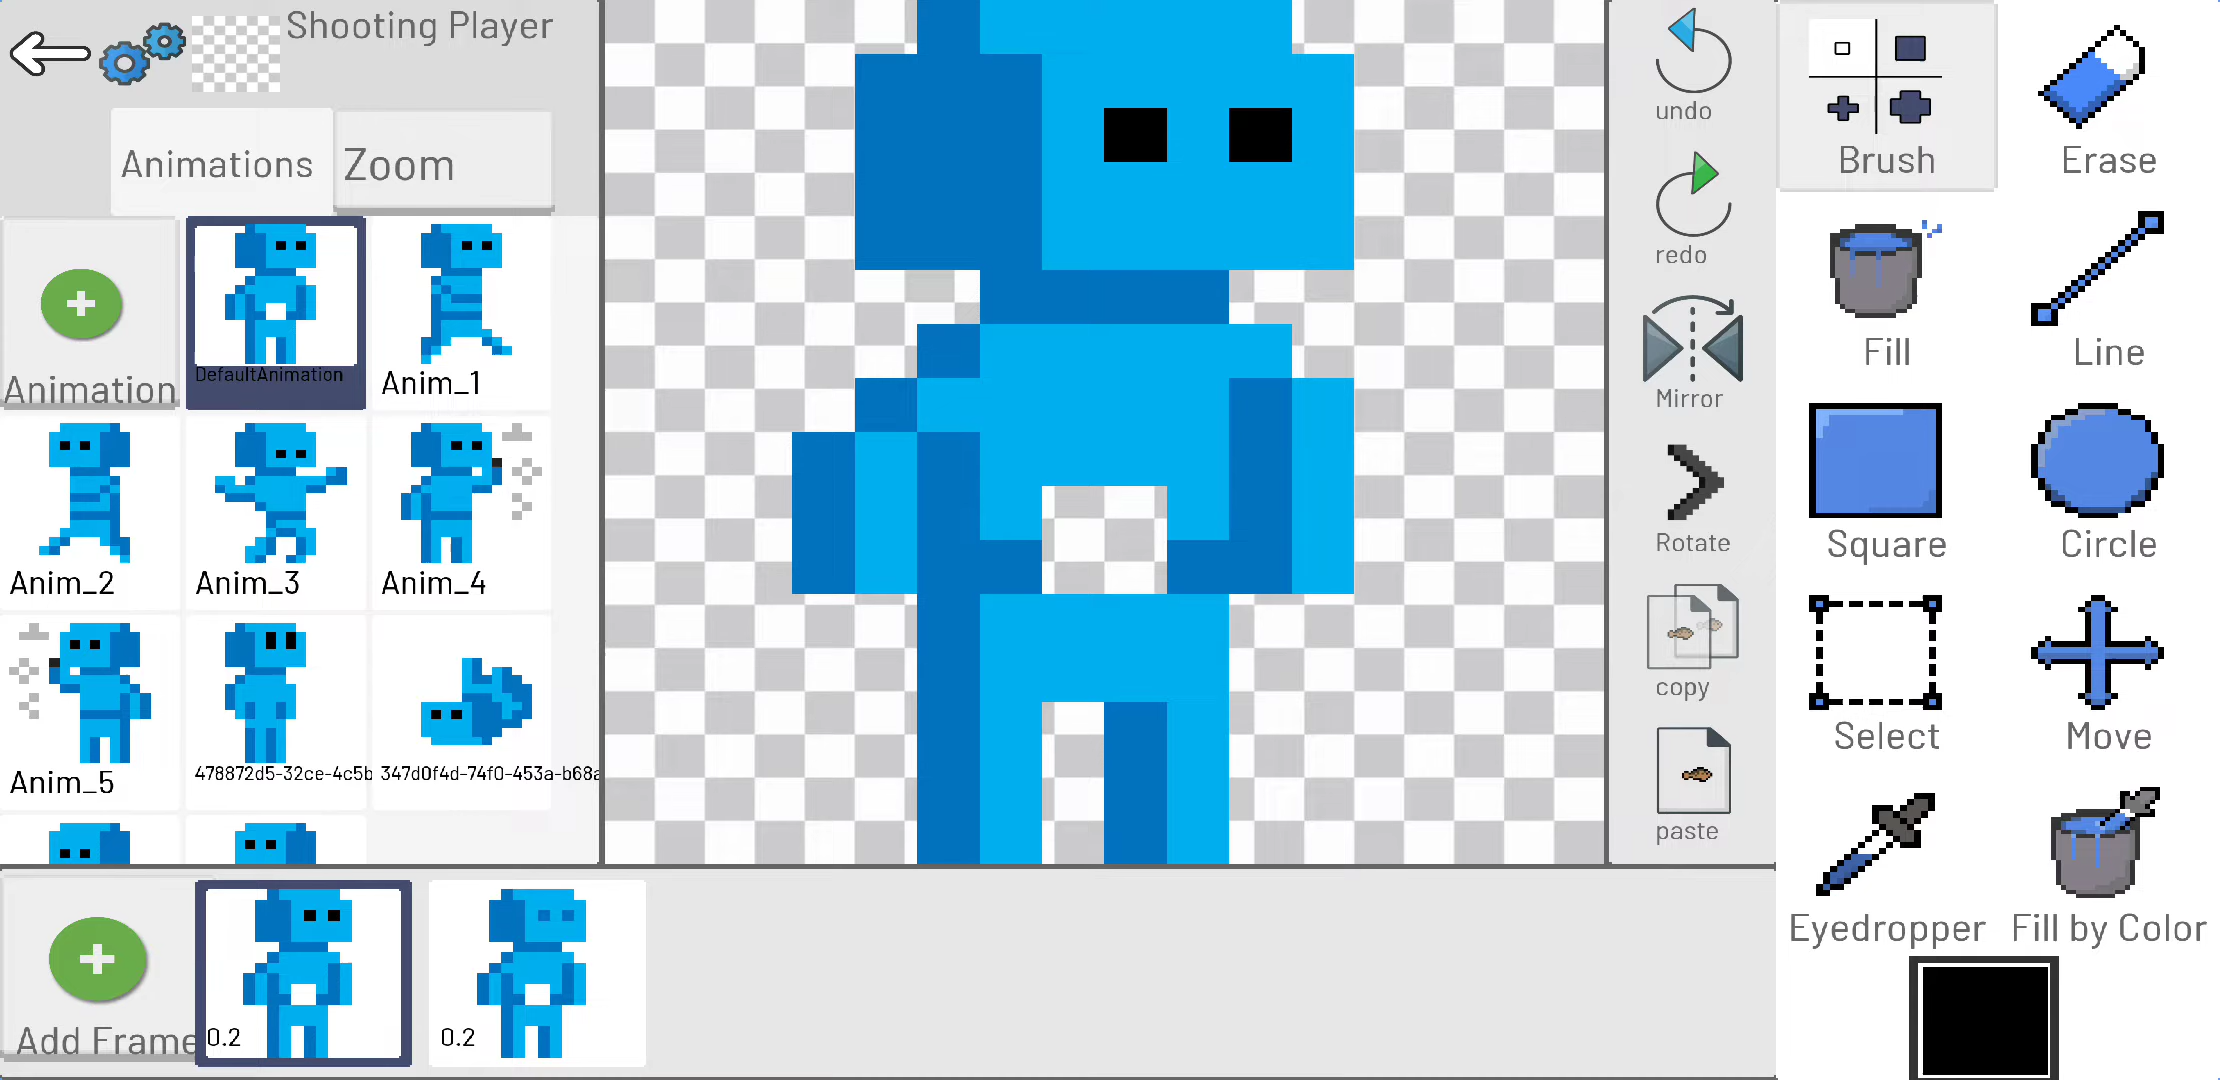 Shooting Player
Animations
Zoom
Animation
DefaultAnimation
Anim_1
Anim_2
Anim_3
Anim_4
Anim_5
478872d5-32ce-4c5b
347d0f4d-74f0-453a-b68a
Add Frame
0.2
0.2
undo
redo
Mirror
Rotate
copy
paste
Brush
Erase
Fill
Line
Square
Circle
Select
Move
Eyedropper
Fill by Color